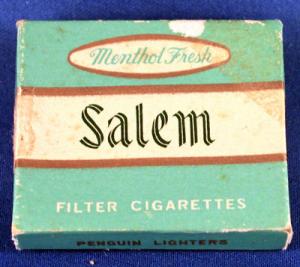 Menthol Fresh
Salem
FILTER CIGARETTES
PENGUIN LIGHTERS